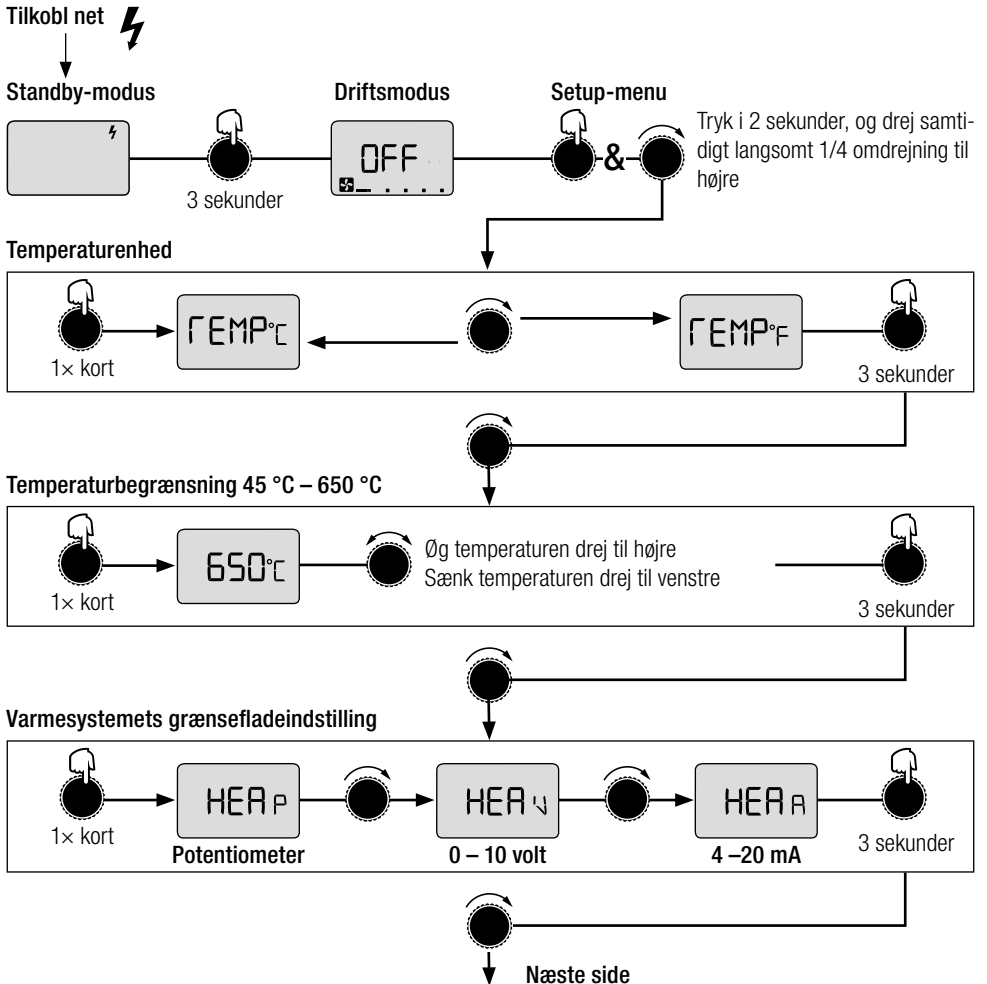 Tilkobl net
Standby-modus
Driftsmodus
Setup-menu
OFF
&
3 sekunder
Tryk i 2 sekunder, og drej samti-
digt langsomt 1/4 omdrejning til
højre
Temperaturenhed
TEMP°C
TEMP°F
1× kort
3 sekunder
Temperaturbegrænsning 45 °C – 650 °C
650°C
Øg temperaturen drej til højre
Sænk temperaturen drej til venstre
1× kort
3 sekunder
Varmesystemets grænsefladeindstilling
HEA P
HEA V
HEA A
1× kort
Potentiometer
0 – 10 volt
4 –20 mA
3 sekunder
Næste side